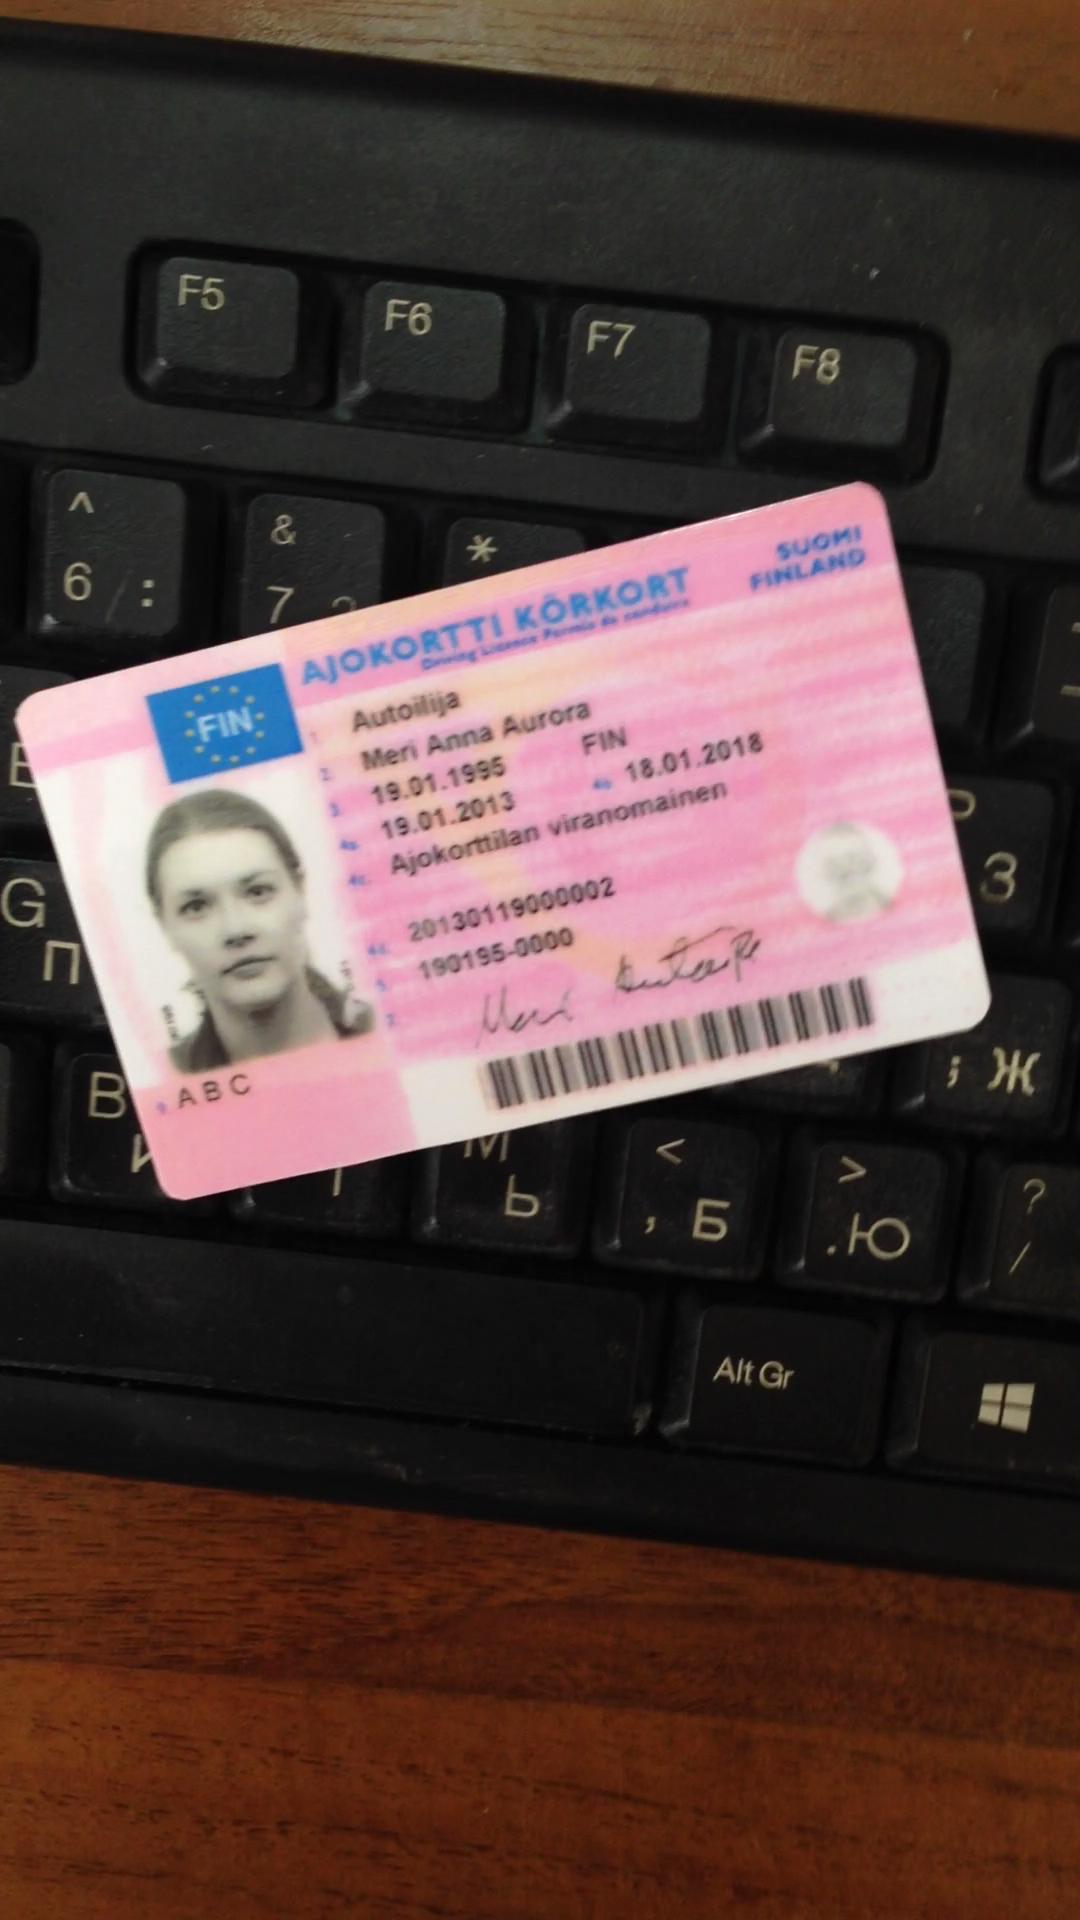 F5 F6 F7 F8
^ & *
6 : 7
SUOMI
FINLAND
AJOKORTTI KÖRKORT
Driving Licence Permis de conduire
FIN
1. Autoilija
2. Meri Anna Aurora
3. 19.01.1995 FIN
4a. 19.01.2013 4b. 18.01.2018
4c. Ajokorttilan viranomainen
4d. 20130119000002
5. 190195-0000
7. Meri Autoilija
9. A B C
P
З
G
П
; Ж
B
И
М
Ь
<
, Б
>
. Ю
?
/
Alt Gr